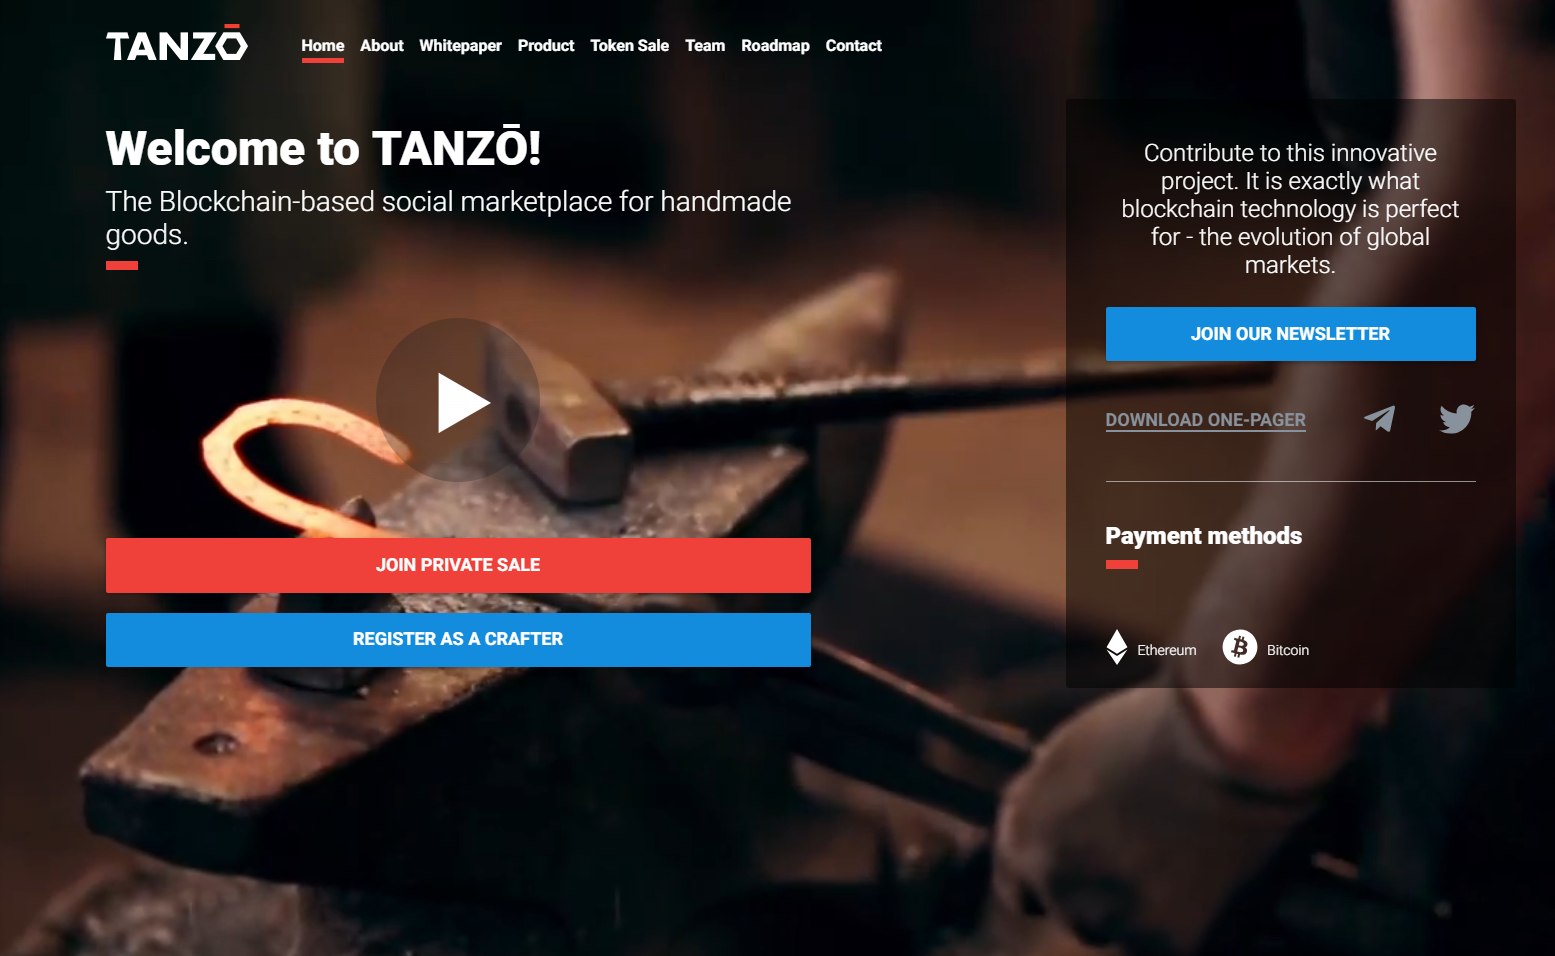 TANZŌ
Home About Whitepaper Product Token Sale Team Roadmap Contact
Welcome to TANZŌ!
The Blockchain-based social marketplace for handmade
goods.
JOIN PRIVATE SALE
REGISTER AS A CRAFTER
Contribute to this innovative
project. It is exactly what
blockchain technology is perfect
for - the evolution of global
markets.
JOIN OUR NEWSLETTER
DOWNLOAD ONE-PAGER
Payment methods
Ethereum Bitcoin